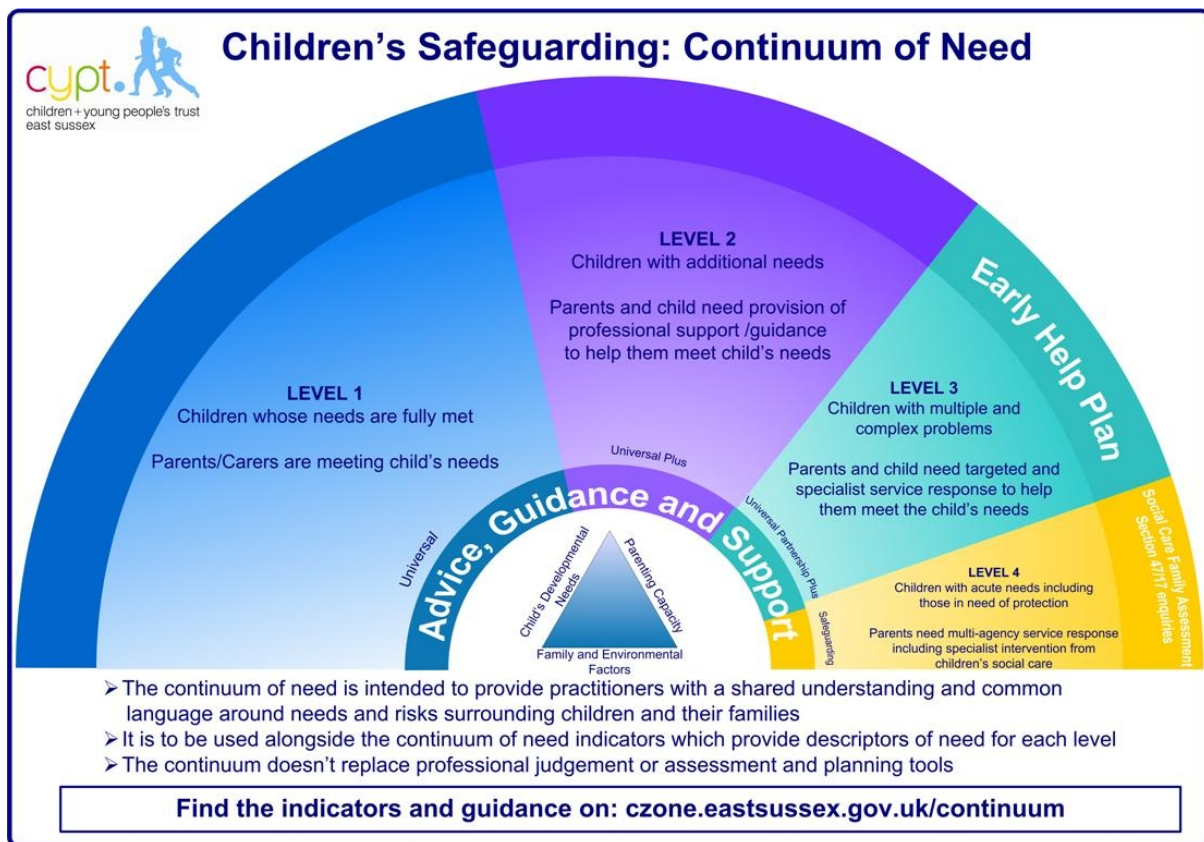 Children's Safeguarding: Continuum of Need
cypt.
children+young people's trust
east sussex
LEVEL 1
Children whose needs are fully met
Parents/Carers are meeting child's needs
LEVEL 2
Children with additional needs
Parents and child need provision of
professional support /guidance
to help them meet child's needs
LEVEL 3
Children with multiple and
complex problems
Parents and child need targeted and
specialist service response to help
them meet the child's needs
LEVEL 4
Children with acute needs including
those in need of protection
Parents need multi-agency service response
including specialist intervention from
children's social care
Early Help Plan
Social Care Family Assessment
Section 47/17 enquiries
Universal
Universal Plus
Universal Partnership Plus
Safeguarding
Advice, Guidance and Support
Child's Developmental
Needs
Parenting Capacity
Family and Environmental
Factors
➢ The continuum of need is intended to provide practitioners with a shared understanding and common
language around needs and risks surrounding children and their families
➢ It is to be used alongside the continuum of need indicators which provide descriptors of need for each level
➢ The continuum doesn't replace professional judgement or assessment and planning tools
Find the indicators and guidance on: czone.eastsussex.gov.uk/continuum